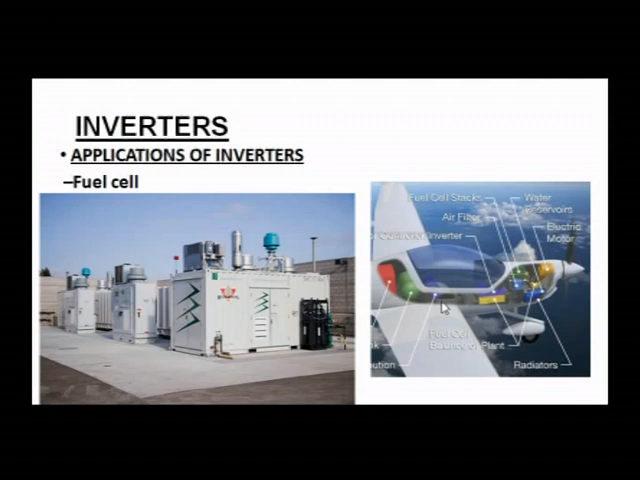 INVERTERS
• APPLICATIONS OF INVERTERS
–Fuel cell
Fuel Cell Stacks
Water
Reservoirs
Air Filter
Electric
Motor
Inverter
Fuel Cell
Balance of Plant
Radiators